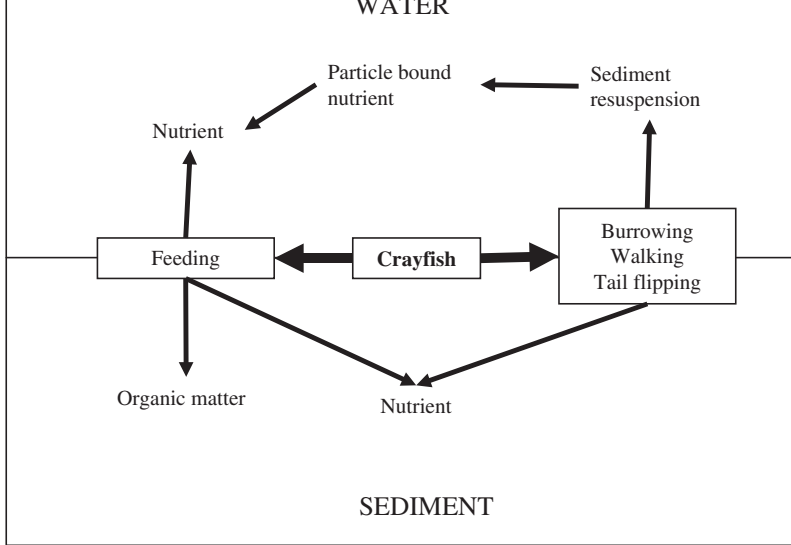 WATER
Particle bound
nutrient
Sediment
resuspension
Nutrient
Feeding
Crayfish
Burrowing
Walking
Tail flipping
Organic matter
Nutrient
SEDIMENT